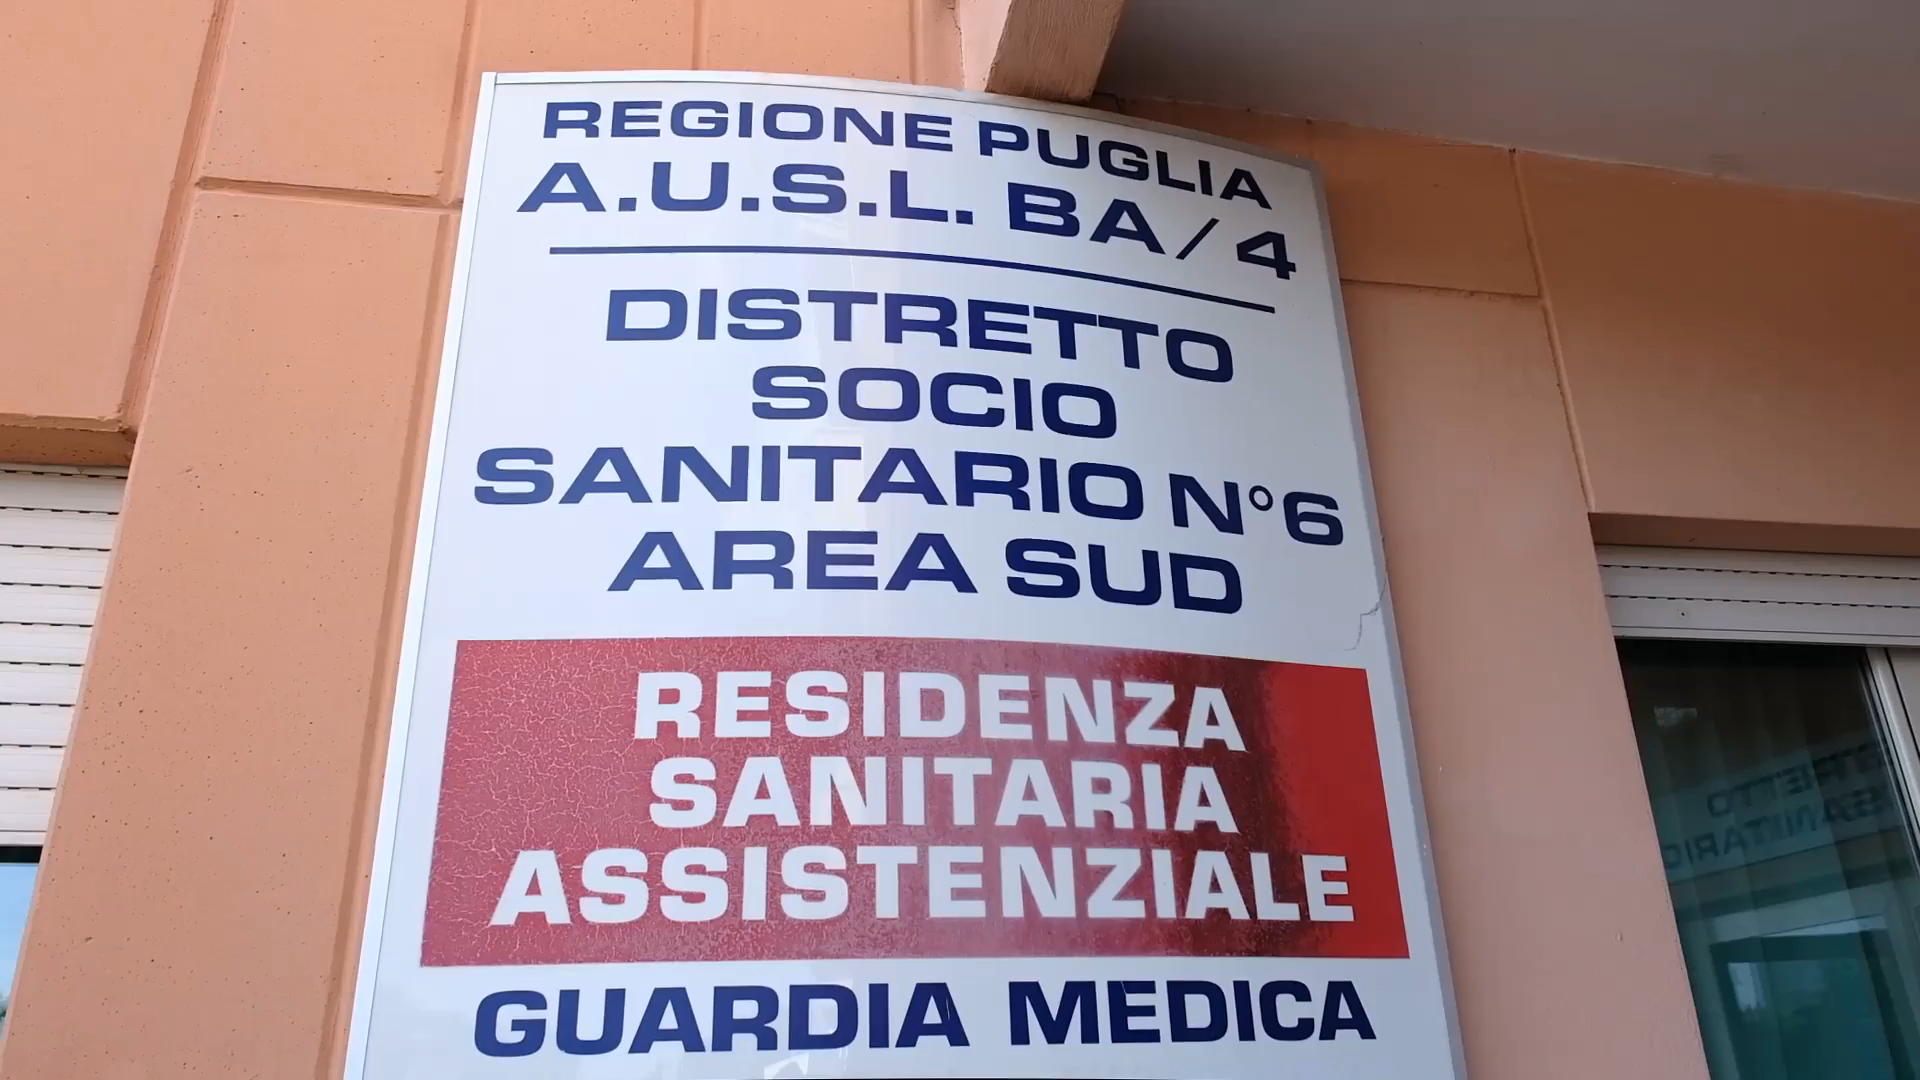 REGIONE PUGLIA
A.U.S.L. BA/4
DISTRETTO
SOCIO
SANITARIO N°6
AREA SUD
RESIDENZA
SANITARIA
ASSISTENZIALE
GUARDIA MEDICA